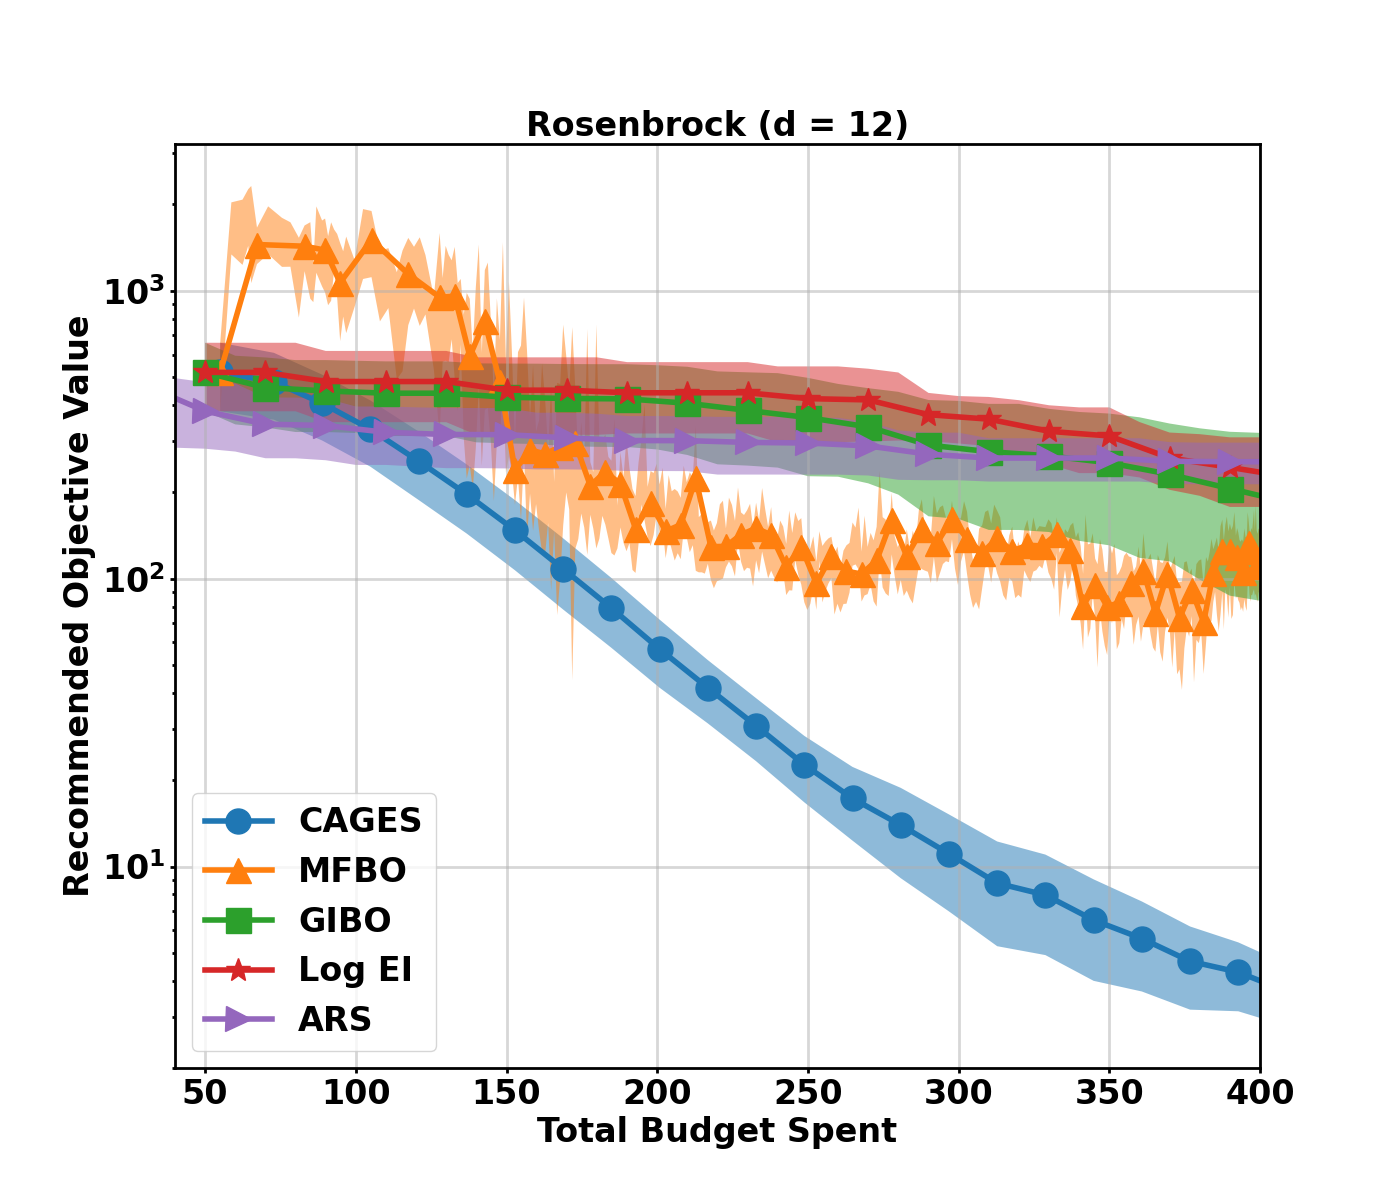 Rosenbrock (d = 12)
Recommended Objective Value
10³
10²
10¹
CAGES
MFBO
GIBO
Log EI
ARS
50 100 150 200 250 300 350 400
Total Budget Spent